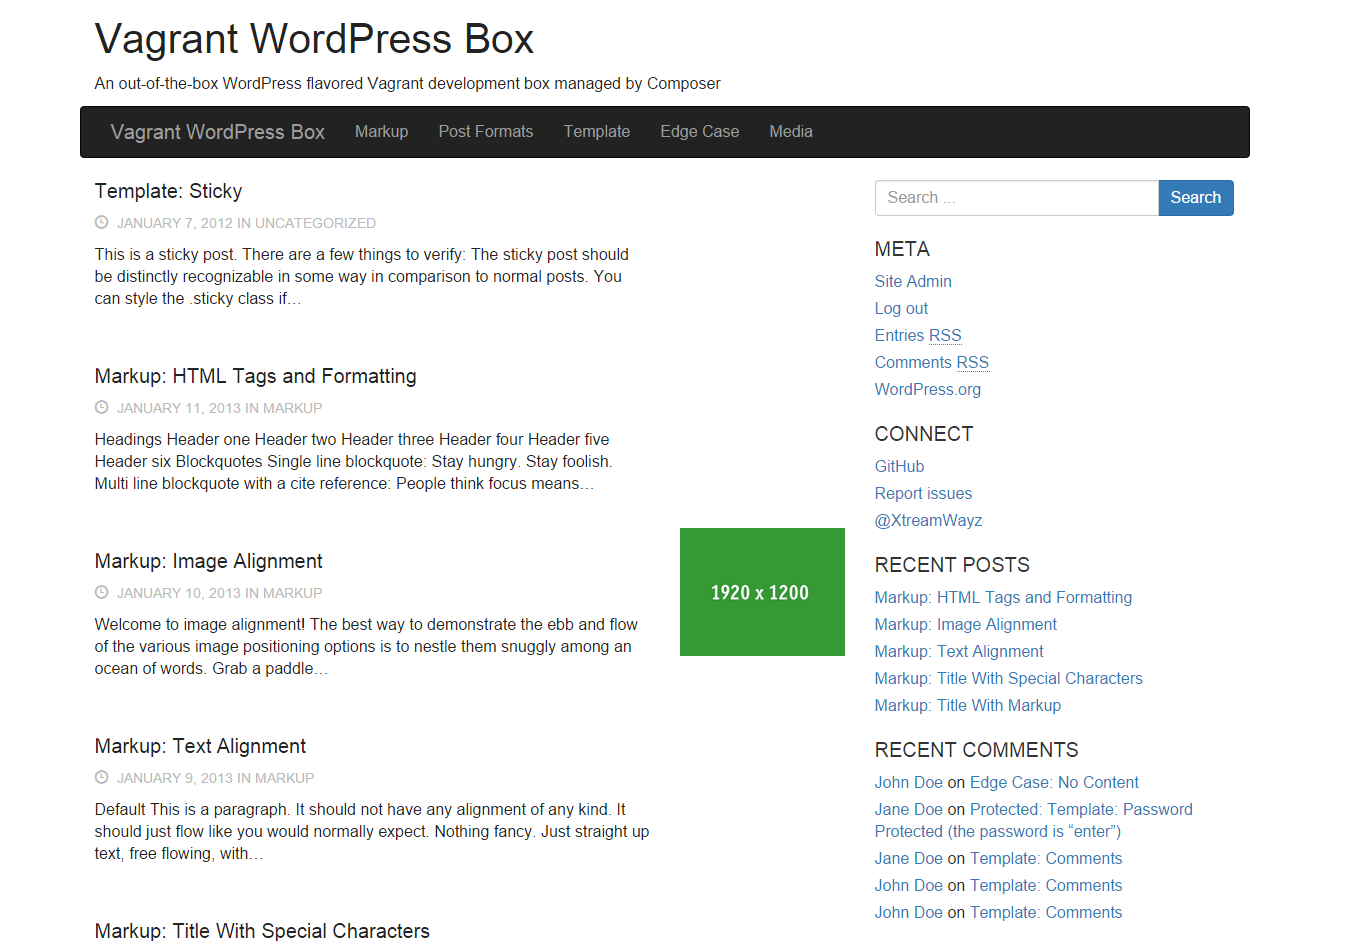 Vagrant WordPress Box
An out-of-the-box WordPress flavored Vagrant development box managed by Composer
Vagrant WordPress Box Markup Post Formats Template Edge Case Media
Template: Sticky
JANUARY 7, 2012 IN UNCATEGORIZED
This is a sticky post. There are a few things to verify: The sticky post should
be distinctly recognizable in some way in comparison to normal posts. You
can style the .sticky class if…
Markup: HTML Tags and Formatting
JANUARY 11, 2013 IN MARKUP
Headings Header one Header two Header three Header four Header five
Header six Blockquotes Single line blockquote: Stay hungry. Stay foolish.
Multi line blockquote with a cite reference: People think focus means…
Markup: Image Alignment
JANUARY 10, 2013 IN MARKUP
Welcome to image alignment! The best way to demonstrate the ebb and flow
of the various image positioning options is to nestle them snuggly among an
ocean of words. Grab a paddle…
1920 x 1200
Markup: Text Alignment
JANUARY 9, 2013 IN MARKUP
Default This is a paragraph. It should not have any alignment of any kind. It
should just flow like you would normally expect. Nothing fancy. Just straight up
text, free flowing, with…
Markup: Title With Special Characters
Search ... Search
META
Site Admin
Log out
Entries RSS
Comments RSS
WordPress.org
CONNECT
GitHub
Report issues
@XtreamWayz
RECENT POSTS
Markup: HTML Tags and Formatting
Markup: Image Alignment
Markup: Text Alignment
Markup: Title With Special Characters
Markup: Title With Markup
RECENT COMMENTS
John Doe on Edge Case: No Content
Jane Doe on Protected: Template: Password
Protected (the password is “enter”)
Jane Doe on Template: Comments
John Doe on Template: Comments
John Doe on Template: Comments